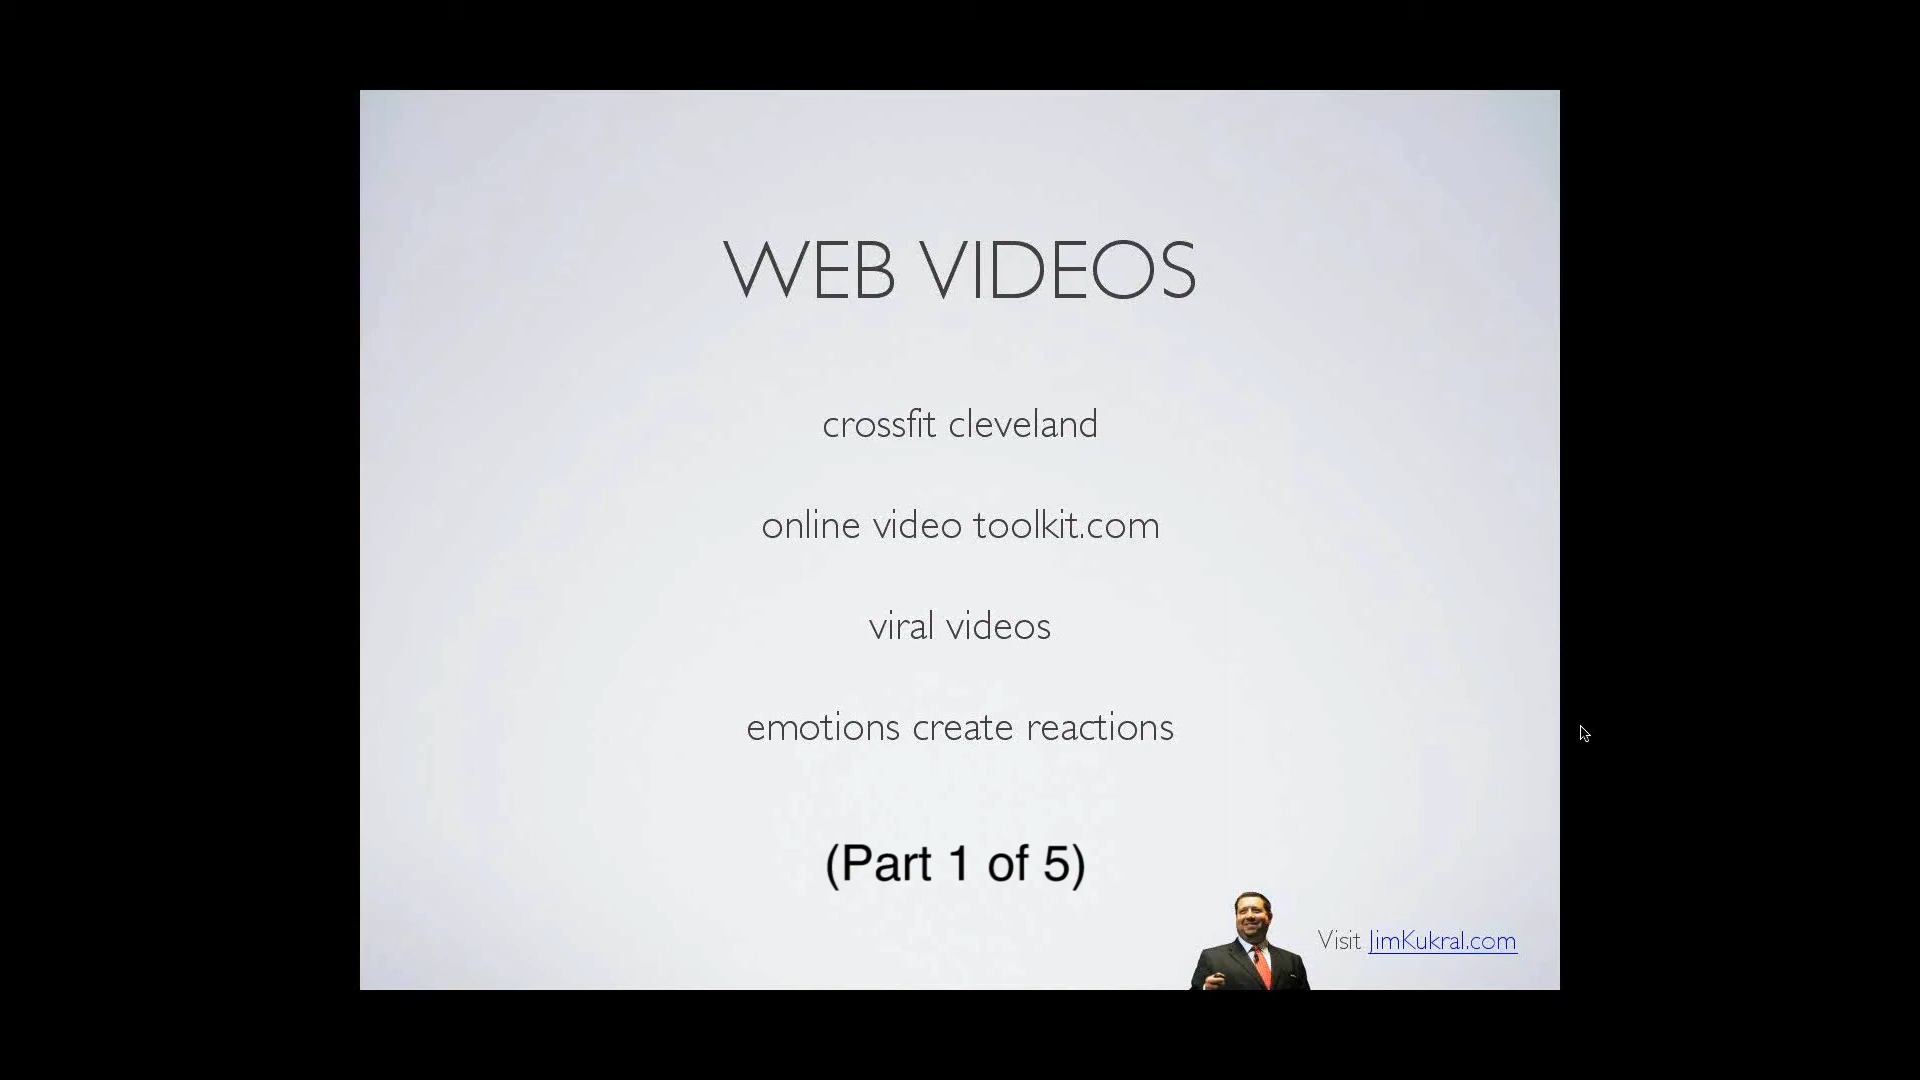 WEB VIDEOS
crossfit cleveland
online video toolkit.com
viral videos
emotions create reactions
(Part 1 of 5)
Visit JimKukral.com